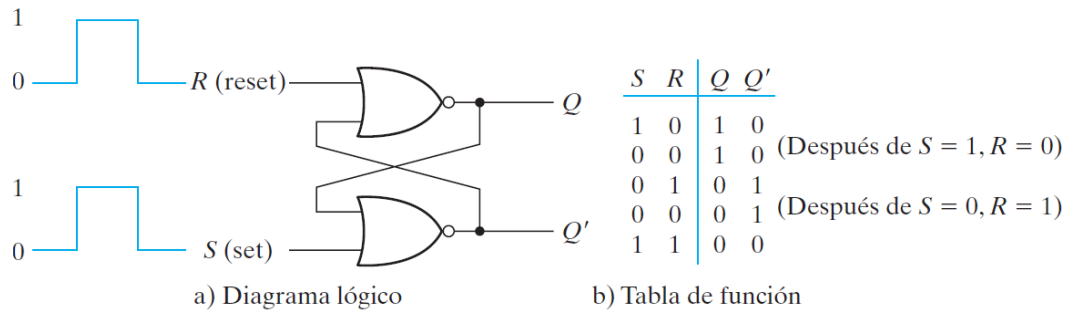 1
0
R (reset)
Q
1
0
S (set)
Q'
a) Diagrama lógico
S R Q Q'
1 0 1 0
0 0 1 0 (Después de S = 1, R = 0)
0 1 0 1
0 0 0 1 (Después de S = 0, R = 1)
1 1 0 0
b) Tabla de función